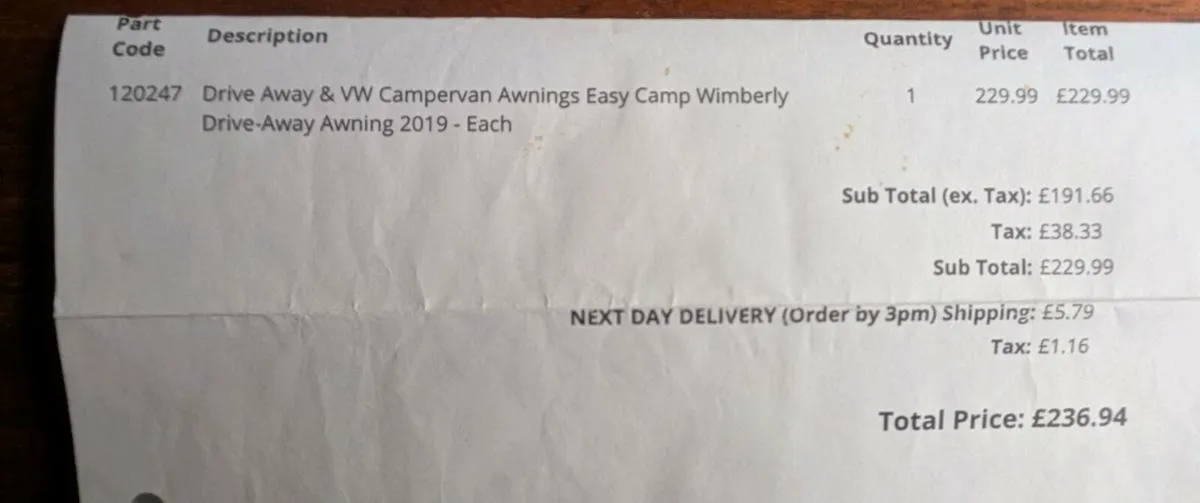 Part Code Description Quantity Unit Price Item Total
120247 Drive Away & VW Campervan Awnings Easy Camp Wimberly 1 229.99 £229.99
Drive-Away Awning 2019 - Each
Sub Total (ex. Tax): £191.66
Tax: £38.33
Sub Total: £229.99
NEXT DAY DELIVERY (Order by 3pm) Shipping: £5.79
Tax: £1.16
Total Price: £236.94